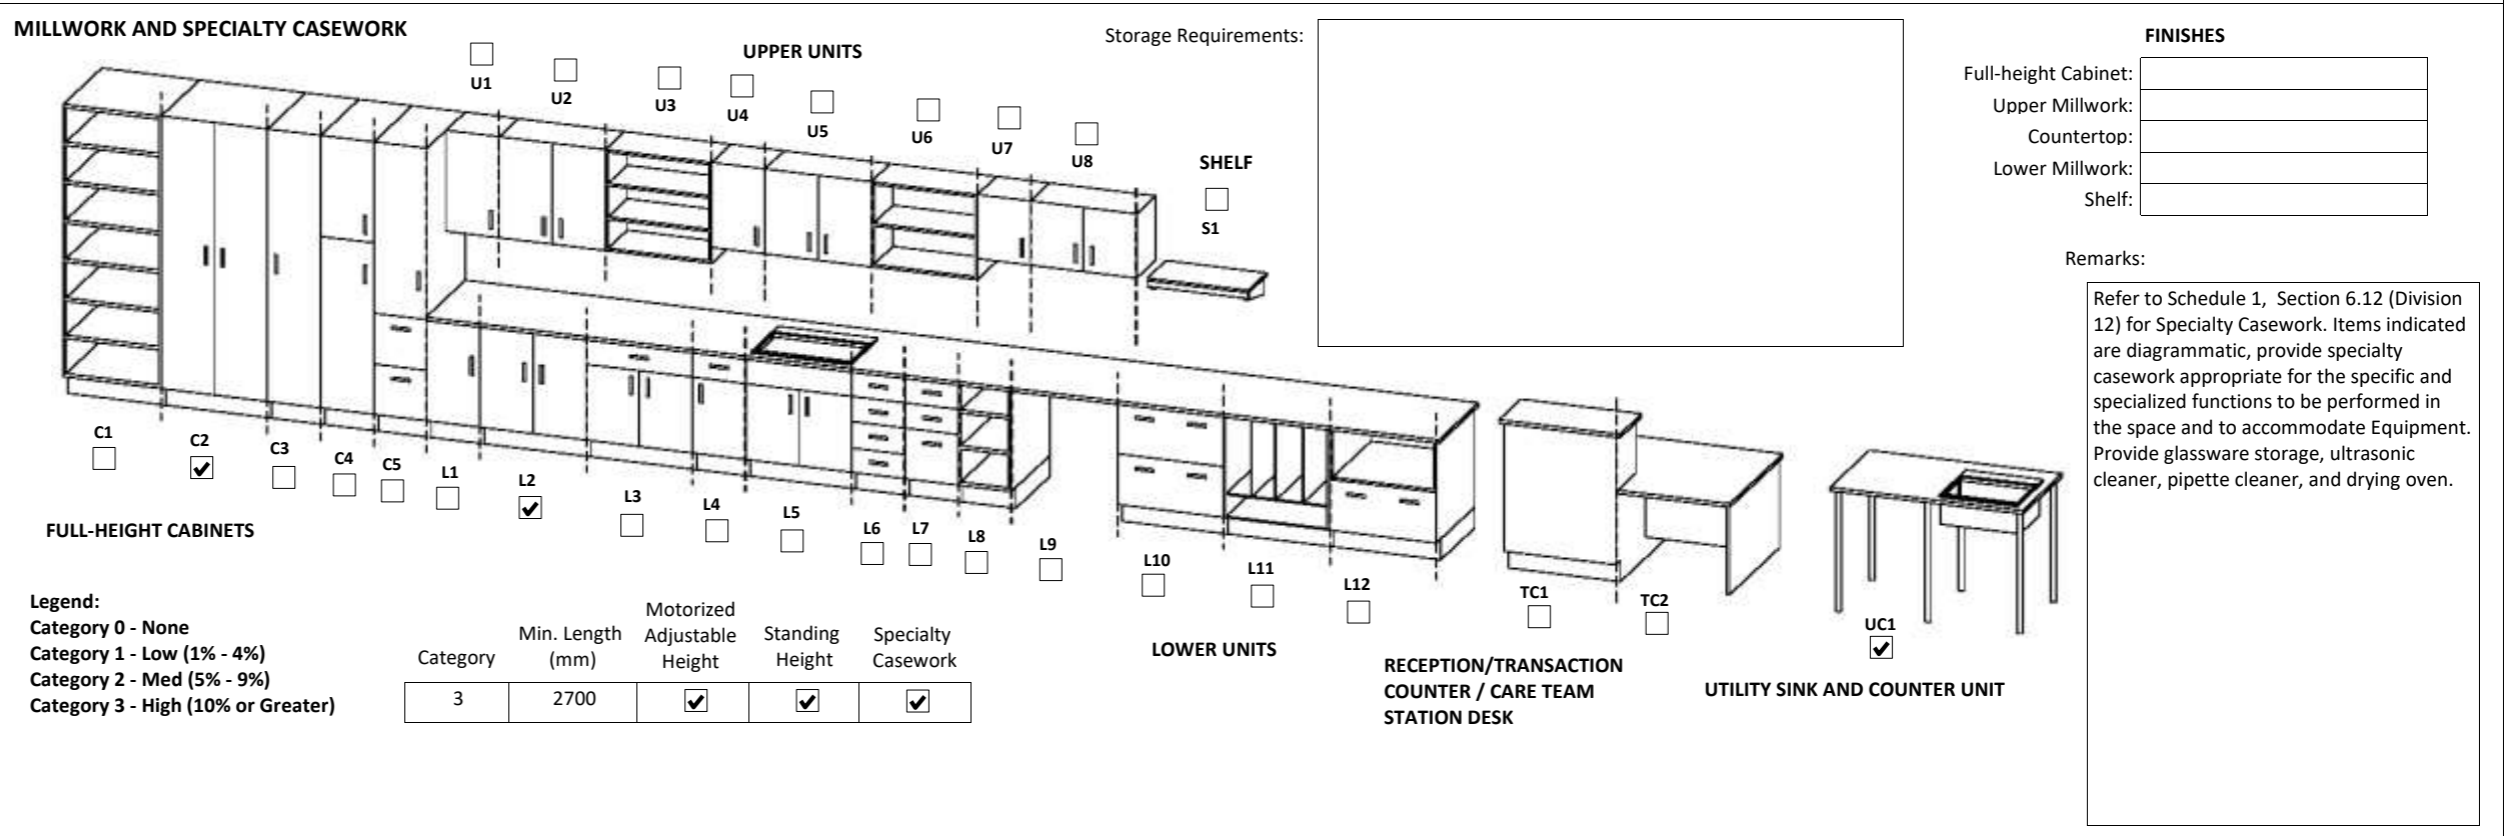 MILLWORK AND SPECIALTY CASEWORK
UPPER UNITS
U1
U2
U3
U4
U5
U6
U7
U8
SHELF
S1
Storage Requirements:
FINISHES
Full-height Cabinet:
Upper Millwork:
Countertop:
Lower Millwork:
Shelf:
Remarks:
Refer to Schedule 1, Section 6.12 (Division
12) for Specialty Casework. Items indicated
are diagrammatic, provide specialty
casework appropriate for the specific and
specialized functions to be performed in
the space and to accommodate Equipment.
Provide glassware storage, ultrasonic
cleaner, pipette cleaner, and drying oven.
C1
C2
C3
C4
C5
L1
L2
L3
L4
L5
L6
L7
L8
L9
L10
L11
L12
TC1
TC2
UC1
FULL-HEIGHT CABINETS
LOWER UNITS
RECEPTION/TRANSACTION
COUNTER / CARE TEAM
STATION DESK
UTILITY SINK AND COUNTER UNIT
Legend:
Category 0 - None
Category 1 - Low (1% - 4%)
Category 2 - Med (5% - 9%)
Category 3 - High (10% or Greater)
Category
Min. Length
(mm)
Motorized
Adjustable
Height
Standing
Height
Specialty
Casework
3
2700